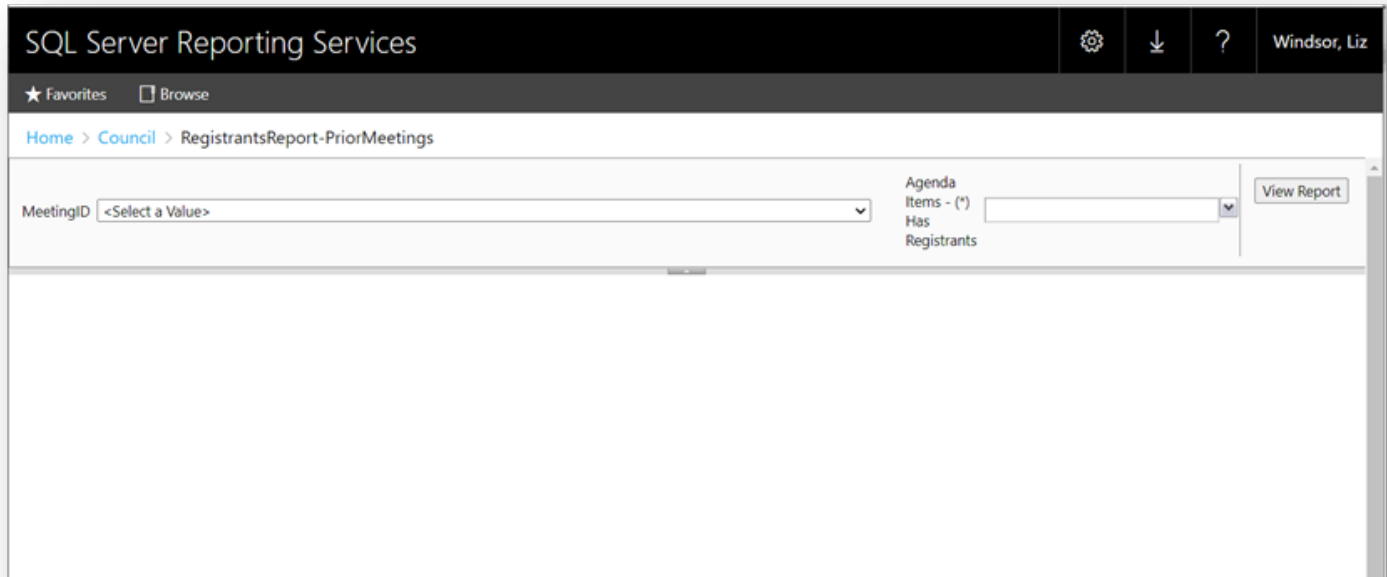 SQL Server Reporting Services
? Windsor, Liz
Favorites Browse
Home > Council > RegistrantsReport-PriorMeetings
MeetingID <Select a Value>
Agenda
Items - (*)
Has
Registrants
View Report